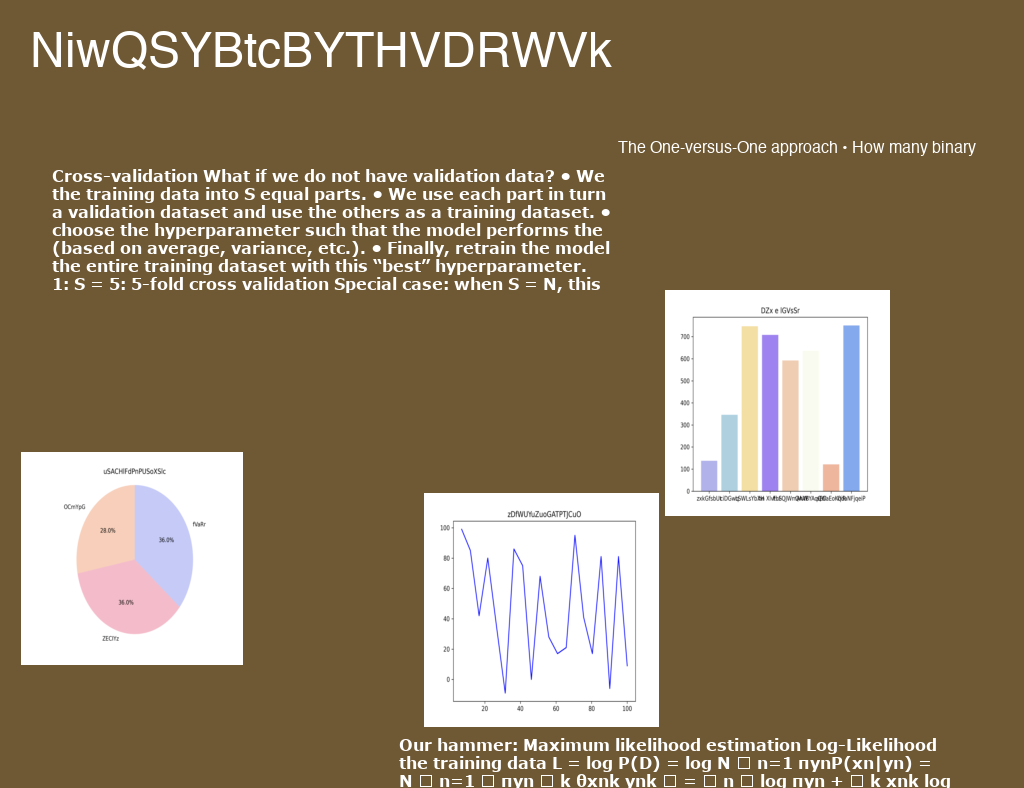 NiwQSYBtcBYTHVDRWVk
The One-versus-One approach • How many binary
Cross-validation What if we do not have validation data? • We
the training data into S equal parts. • We use each part in turn
a validation dataset and use the others as a training dataset. •
choose the hyperparameter such that the model performs the
(based on average, variance, etc.). • Finally, retrain the model
the entire training dataset with this “best” hyperparameter.
1: S = 5: 5-fold cross validation Special case: when S = N, this
DZx e lGVsSr
700
600
500
400
300
200
100
0
uSACHlFdPnPUSoXSlc
OCmYpG
fVaRr
28.0%
36.0%
36.0%
ZEClYz
zDfWUYuZuoGATPTJCuO
100
80
60
40
20
0
20 40 60 80 100
Our hammer: Maximum likelihood estimation Log-Likelihood
the training data L = log P(D) = log N □ n=1 πynP(xn|yn) =
N □ n=1 □ πyn □ k θxnk ynk □ = □ n □ log πyn + □ k xnk log